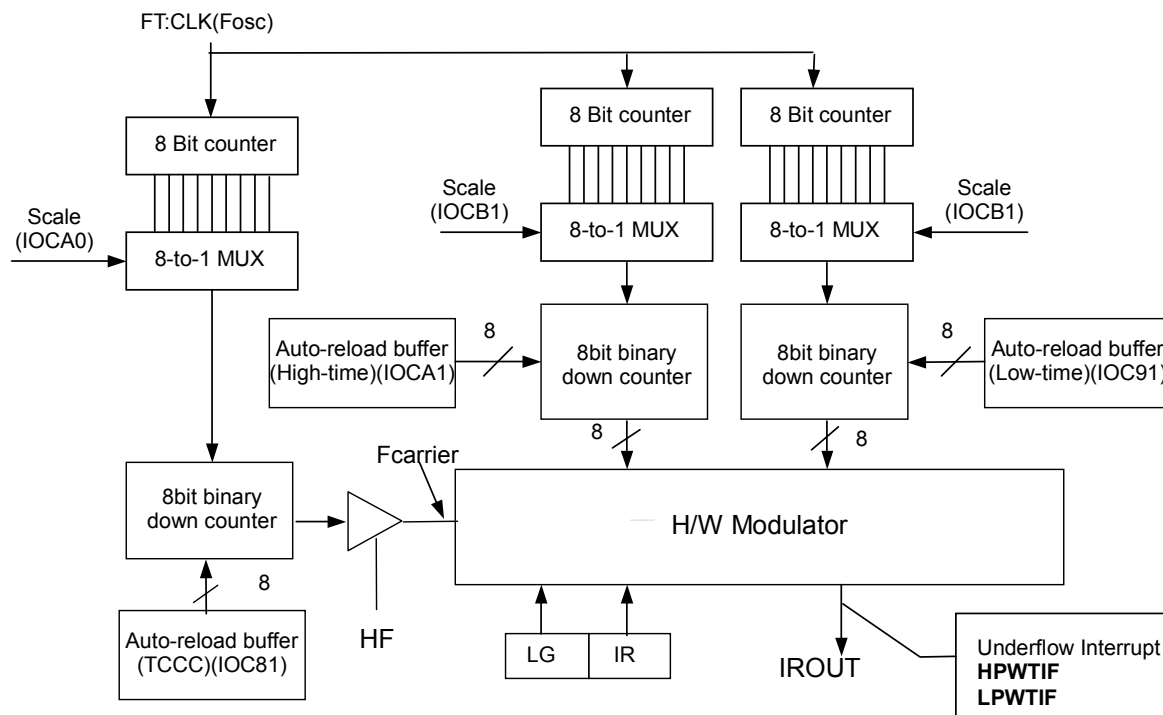 FT:CLK(Fosc)
8 Bit counter
8 Bit counter
8 Bit counter
Scale
(IOCA0)
Scale
(IOCB1)
Scale
(IOCB1)
8-to-1 MUX
8-to-1 MUX
8-to-1 MUX
Auto-reload buffer
(High-time)(IOCA1)
8
8bit binary
down counter
8bit binary
down counter
8
Auto-reload buffer
(Low-time)(IOC91)
8
8
Fcarrier
8bit binary
down counter
H/W Modulator
8
HF
Auto-reload buffer
(TCCC)(IOC81)
LG
IR
IROUT
Underflow Interrupt
HPWTIF
LPWTIF